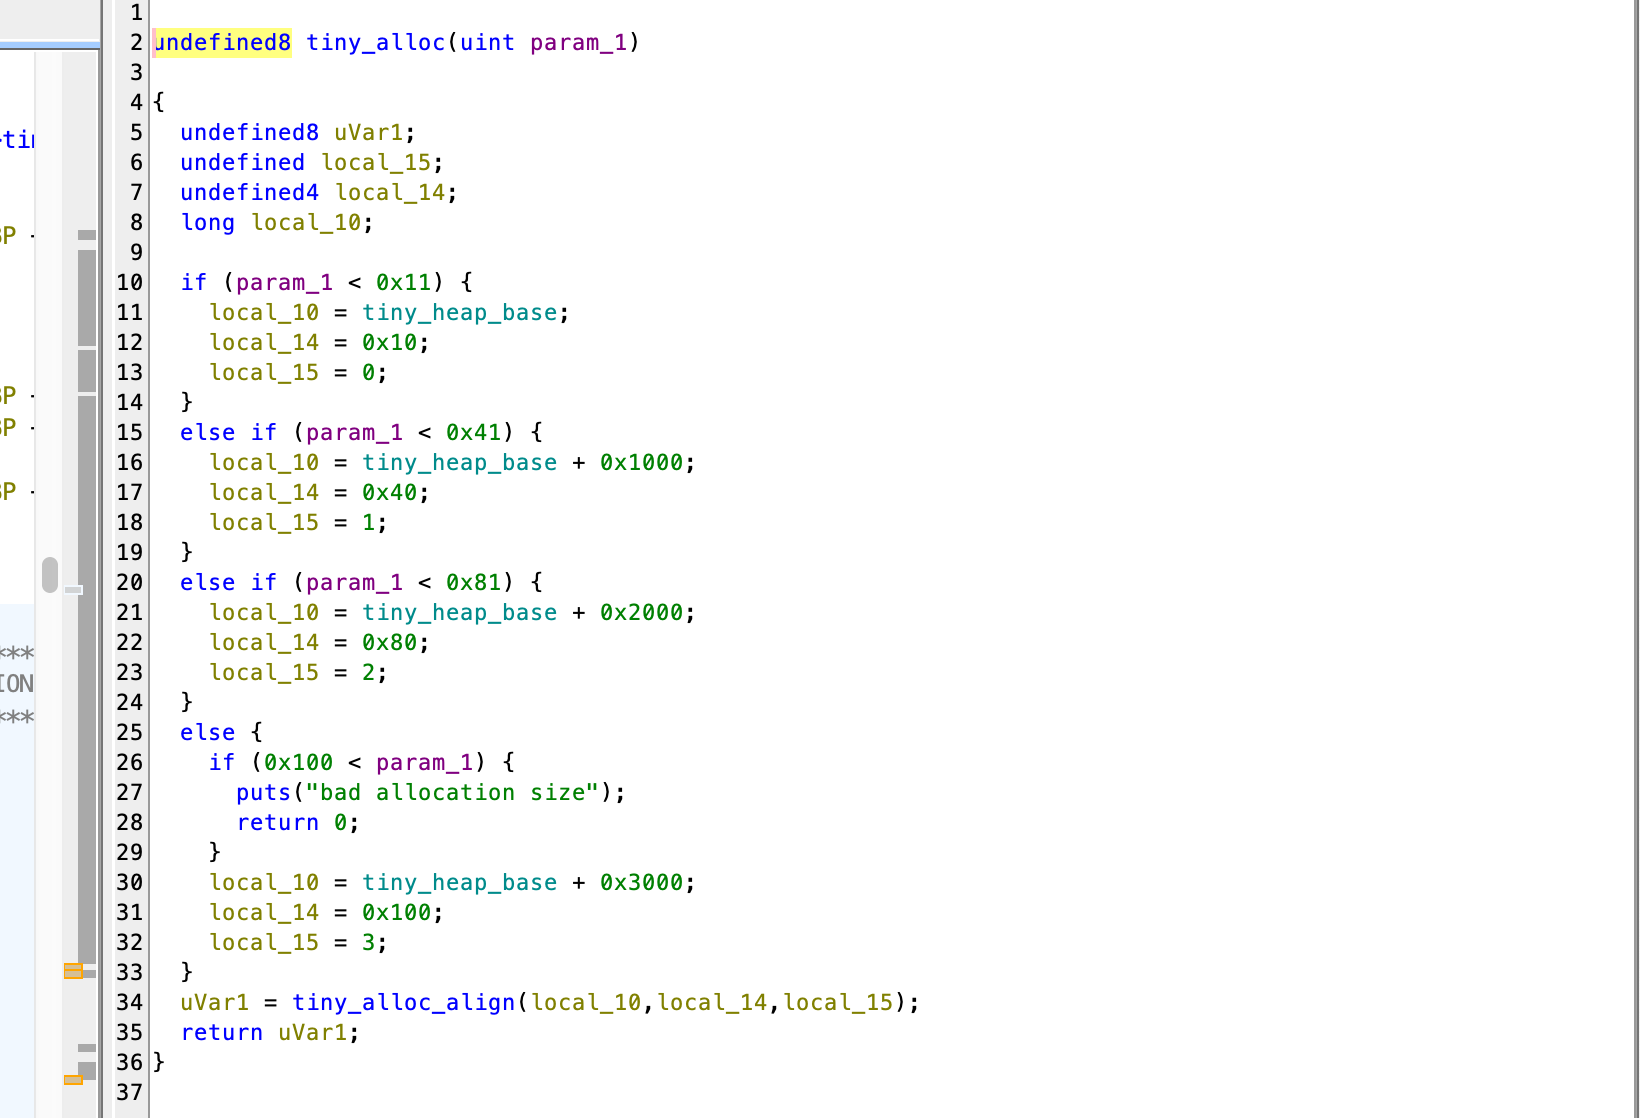 1
2 undefined8 tiny_alloc(uint param_1)
3
4 {
5   undefined8 uVar1;
6   undefined local_15;
7   undefined4 local_14;
8   long local_10;
9
10   if (param_1 < 0x11) {
11     local_10 = tiny_heap_base;
12     local_14 = 0x10;
13     local_15 = 0;
14   }
15   else if (param_1 < 0x41) {
16     local_10 = tiny_heap_base + 0x1000;
17     local_14 = 0x40;
18     local_15 = 1;
19   }
20   else if (param_1 < 0x81) {
21     local_10 = tiny_heap_base + 0x2000;
22     local_14 = 0x80;
23     local_15 = 2;
24   }
25   else {
26     if (0x100 < param_1) {
27       puts("bad allocation size");
28       return 0;
29     }
30     local_10 = tiny_heap_base + 0x3000;
31     local_14 = 0x100;
32     local_15 = 3;
33   }
34   uVar1 = tiny_alloc_align(local_10,local_14,local_15);
35   return uVar1;
36 }
37